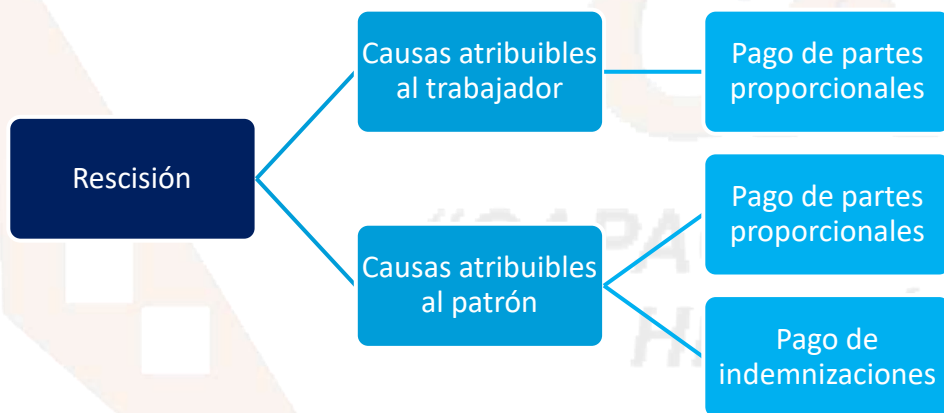 Rescisión
Causas atribuibles
al trabajador
Pago de partes
proporcionales
Causas atribuibles
al patrón
Pago de partes
proporcionales
Pago de
indemnizaciones